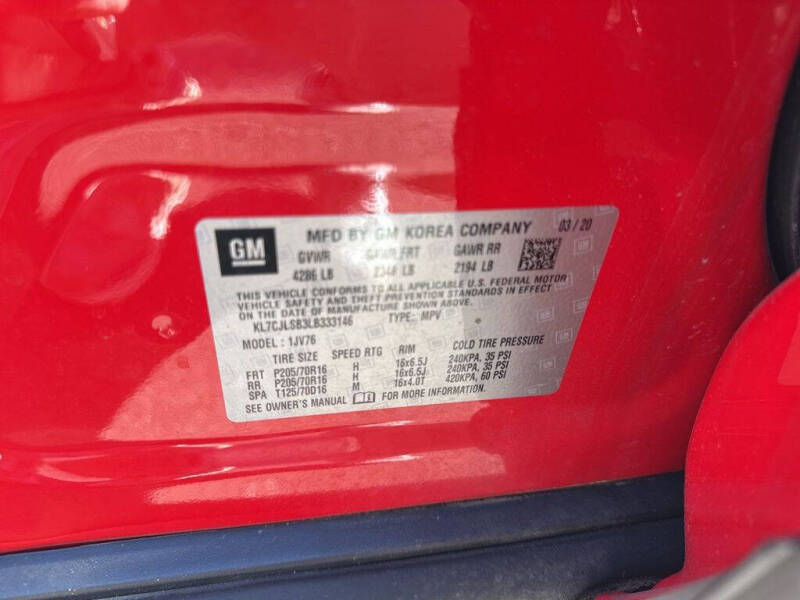 GM MFD BY GM KOREA COMPANY 03/20
GVWR GAWR FRT GAWR RR
4286 LB 2348 LB 2194 LB
THIS VEHICLE CONFORMS TO ALL APPLICABLE U.S. FEDERAL MOTOR
VEHICLE SAFETY AND THEFT PREVENTION STANDARDS IN EFFECT
ON THE DATE OF MANUFACTURE SHOWN ABOVE.
KL7CJLSB3LB333146 TYPE: MPV
MODEL: 1JV76
TIRE SIZE SPEED RTG RIM COLD TIRE PRESSURE
FRT P205/70R16 H 16x6.5J 240KPA, 35 PSI
RR P205/70R16 H 16x6.5J 240KPA, 35 PSI
SPA T125/70D16 M 16x4.0T 420KPA, 60 PSI
SEE OWNER'S MANUAL FOR MORE INFORMATION.